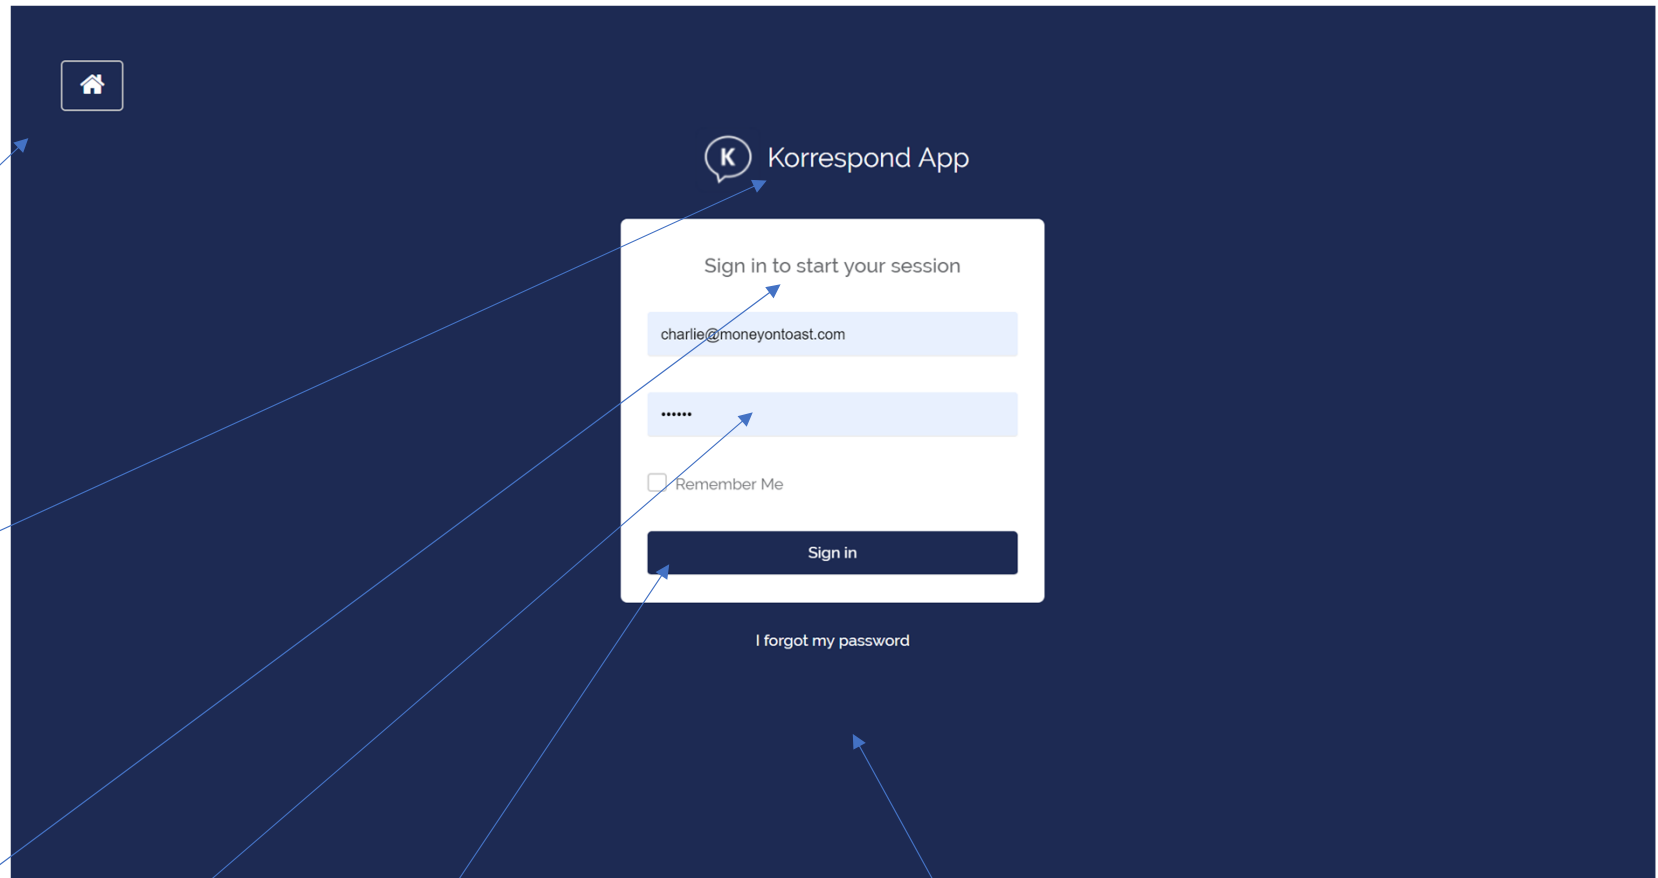 K Korrespond App
Sign in to start your session
charlie@moneyontoast.com
••••••
Remember Me
Sign in
I forgot my password